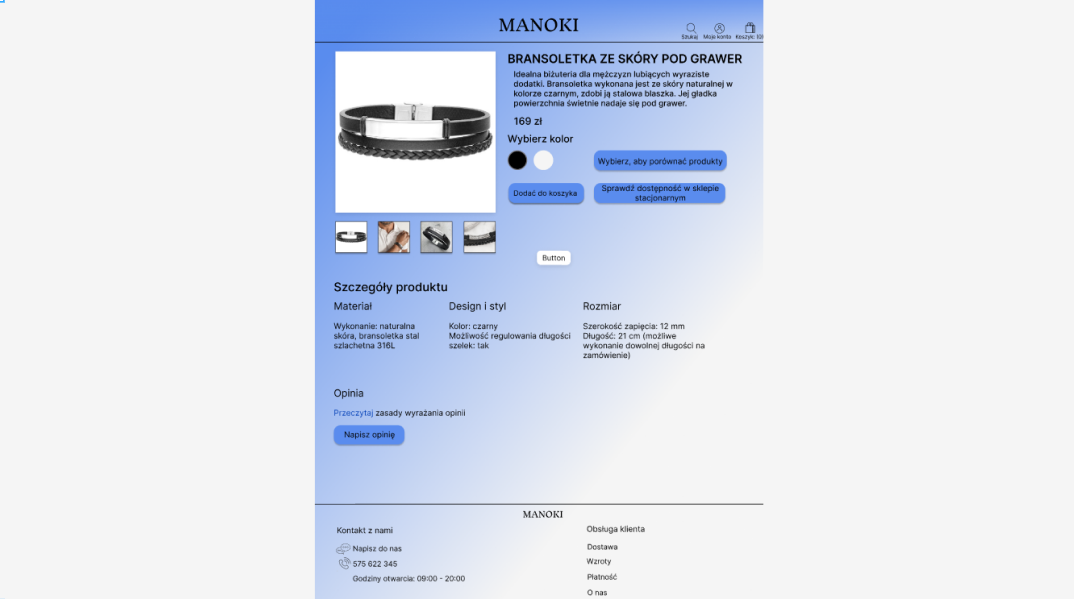 MANOKI
Szukaj
Moje konto
Koszyk:
BRANSOLETKA ZE SKÓRY POD GRAWER
Idealna biżuteria dla mężczyzn lubiących wyraziste
dodatki. Bransoletka wykonana jest ze skóry naturalnej w
kolorze czarnym, zdobi ją stalowa blaszka. Jej gładka
powierzchnia świetnie nadaje się pod grawer.
169 zł
Wybierz kolor
Wybierz, aby porównać produkty
Dodać do koszyka
Sprawdź dostępność w sklepie
stacjonarnym
Button
Szczegóły produktu
Materiał
Wykonanie: naturalna
skóra, bransoletka stal
szlachetna 316L
Design i styl
Kolor: czarny
Możliwość regulowania długości
szelek: tak
Rozmiar
Szerokość zapięcia: 12 mm
Długość: 21 cm (możliwe
wykonanie dowolnej długości na
zamówienie)
Opinia
Przeczytaj zasady wyrażania opinii
Napisz opinię
MANOKI
Kontakt z nami
Napisz do nas
575 622 345
Godziny otwarcia: 09:00 - 20:00
Obsługa klienta
Dostawa
Wzroty
Płatność
O nas